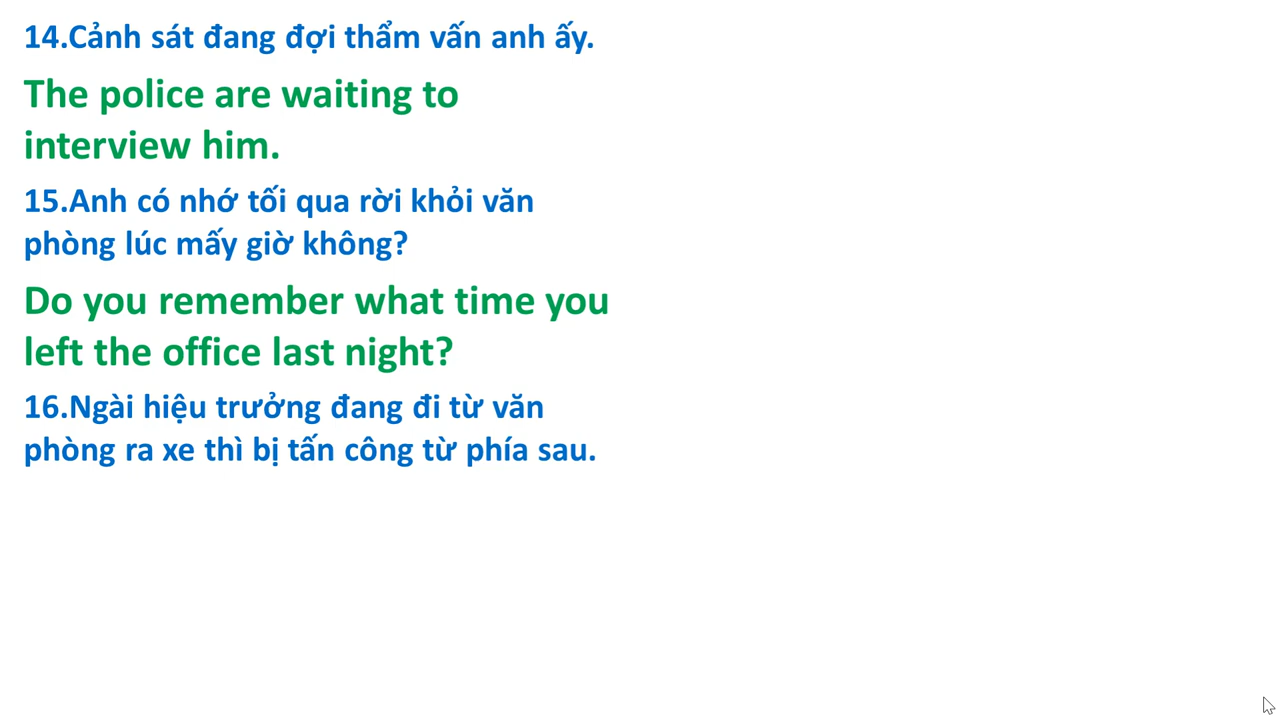 14.Cảnh sát đang đợi thẩm vấn anh ấy.
The police are waiting to
interview him.
15.Anh có nhớ tối qua rời khỏi văn
phòng lúc mấy giờ không?
Do you remember what time you
left the office last night?
16.Ngài hiệu trưởng đang đi từ văn
phòng ra xe thì bị tấn công từ phía sau.